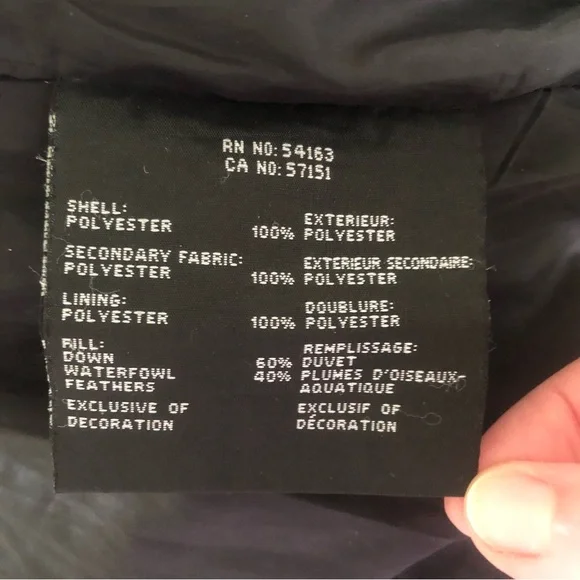 RN NO: 54163
CA NO: 57151
SHELL:
POLYESTER 100%
EXTERIEUR:
POLYESTER
SECONDARY FABRIC:
POLYESTER 100%
EXTERIEUR SECONDAIRE:
POLYESTER
LINING:
POLYESTER 100%
DOUBLURE:
POLYESTER
RILL:
DOWN 60%
WATERFOWL 40%
FEATHERS
REMPLISSAGE:
DUVET
PLUMES D'OISEAUX-
AQUATIQUE
EXCLUSIVE OF
DECORATION
EXCLUSIF OF
DÉCORATION